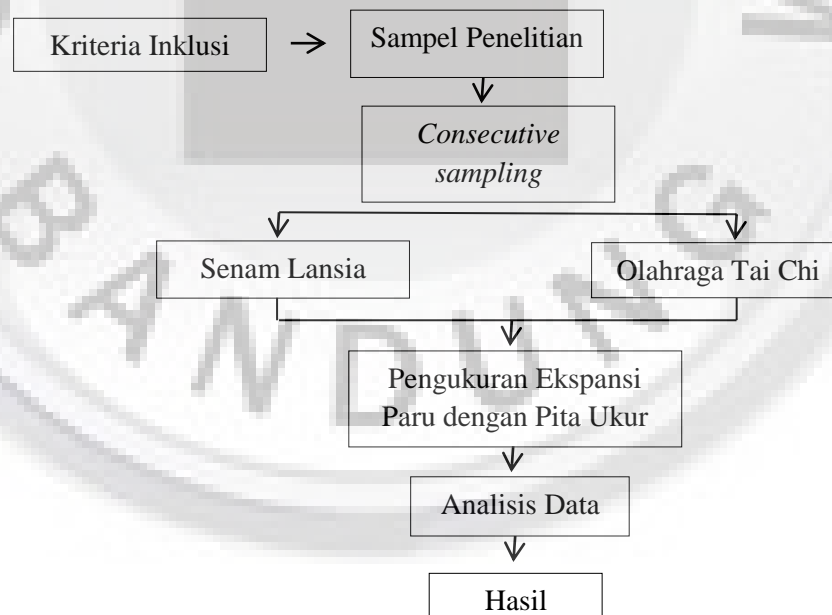 Kriteria Inklusi
Sampel Penelitian
Consecutive
sampling
Senam Lansia
Olahraga Tai Chi
Pengukuran Ekspansi
Paru dengan Pita Ukur
Analisis Data
Hasil
BANDUNG